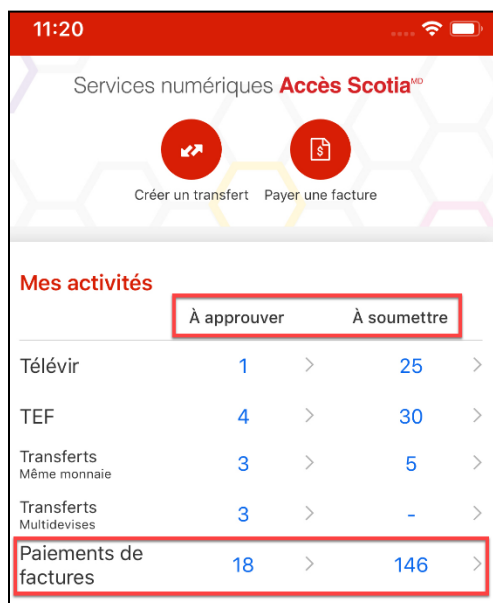 11:20
Services numériques Accès Scotia MD
$
Créer un transfert Payer une facture
Mes activités
À approuver À soumettre
Télévir 1 > 25 >
TEF 4 > 30 >
Transferts
Même monnaie 3 > 5 >
Transferts
Multidevises 3 > - >
Paiements de
factures 18 > 146 >